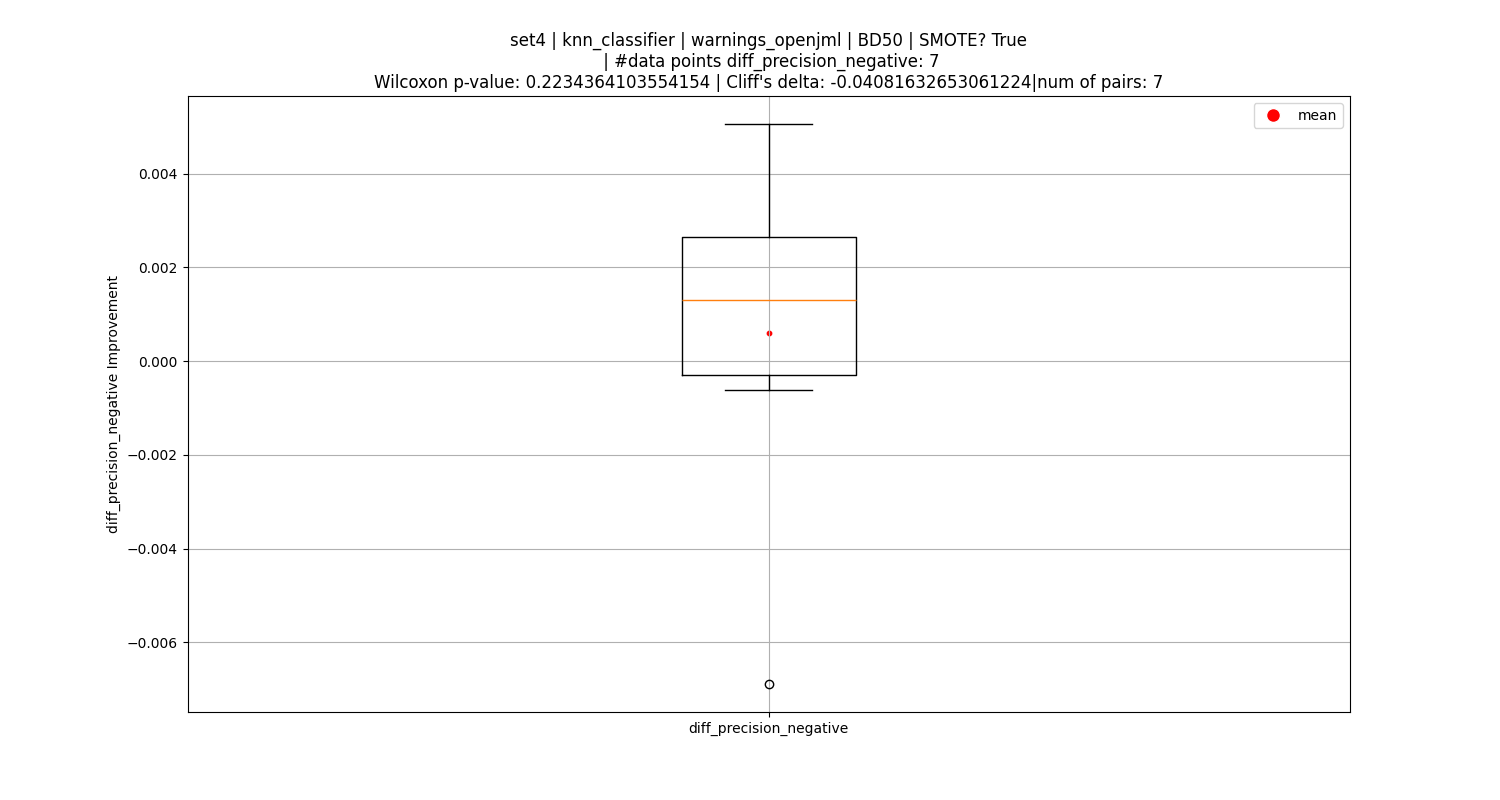 set4 | knn_classifier | warnings_openjml | BD50 | SMOTE? True
| #data points diff_precision_negative: 7
Wilcoxon p-value: 0.2234364103554154 | Cliff's delta: -0.04081632653061224|num of pairs: 7
mean
0.004
0.002
0.000
−0.002
−0.004
−0.006
diff_precision_negative Improvement
diff_precision_negative